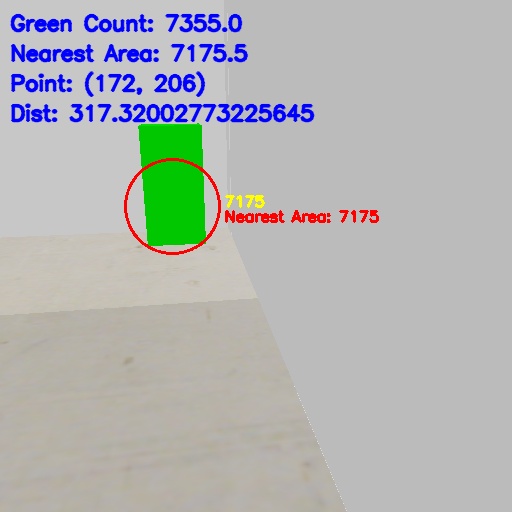 Green Count: 7355.0
Nearest Area: 7175.5
Point: (172, 206)
Dist: 317.32002773225645
7175
Nearest Area: 7175